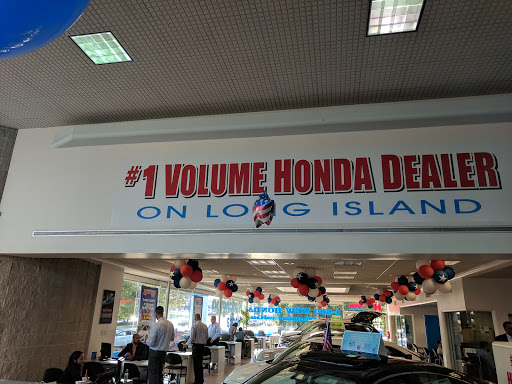 #1 VOLUME HONDA DEALER
ON LONG ISLAND